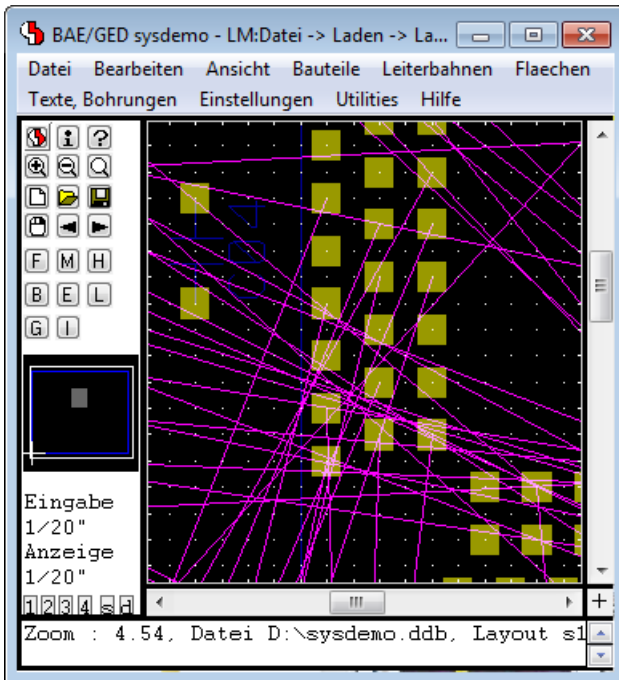 BAE/GED sysdemo - LM:Datei -> Laden -> La...
Datei Bearbeiten Ansicht Bauteile Leiterbahnen Flaechen
Texte, Bohrungen Einstellungen Utilities Hilfe
F M H
B E L
G I
Eingabe
1/20"
Anzeige
1/20"
1 2 3 4 s d
Zoom : 4.54, Datei D:\sysdemo.ddb, Layout s1